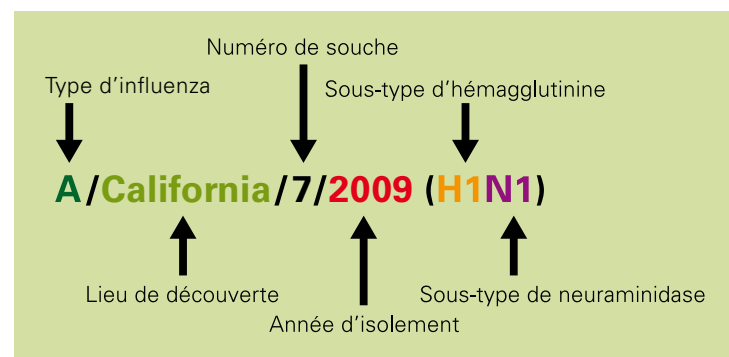 Numéro de souche
Type d'influenza
Sous-type d'hémagglutinine
A/California/7/2009 (H1N1)
Lieu de découverte
Sous-type de neuraminidase
Année d'isolement